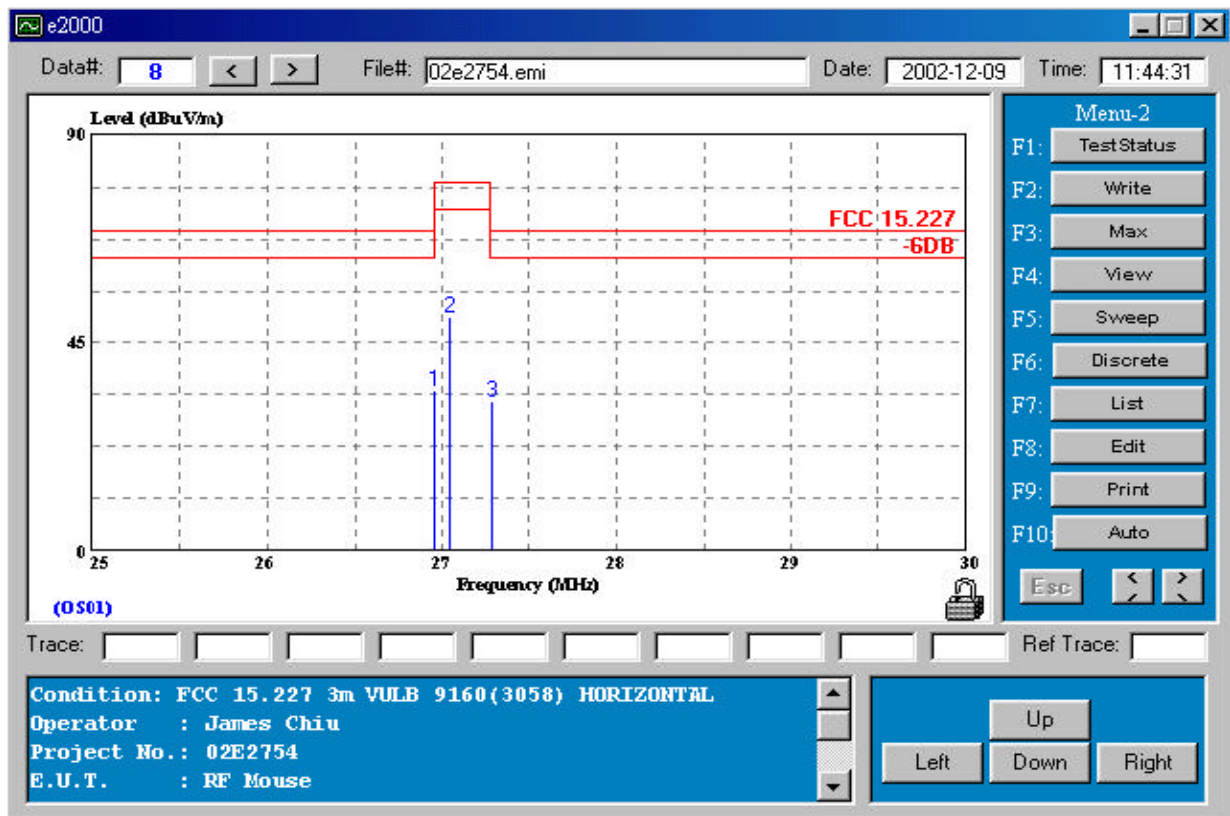 e2000
Data#: 8 < > File#: 02e2754.emi Date: 2002-12-09 Time: 11:44:31
Level (dBuV/m)
90
45
0
25 26 27 28 29 30
Frequency (MHz)
FCC 15.227
-6DB
1
2
3
(OS01)
Menu-2
F1: TestStatus
F2: Write
F3: Max
F4: View
F5: Sweep
F6: Discrete
F7: List
F8: Edit
F9: Print
F10: Auto
Esc
Trace: Ref Trace:
Condition: FCC 15.227 3m VULB 9160(3058) HORIZONTAL
Operator : James Chiu
Project No.: 02E2754
E.U.T. : RF Mouse
Up
Left Down Right